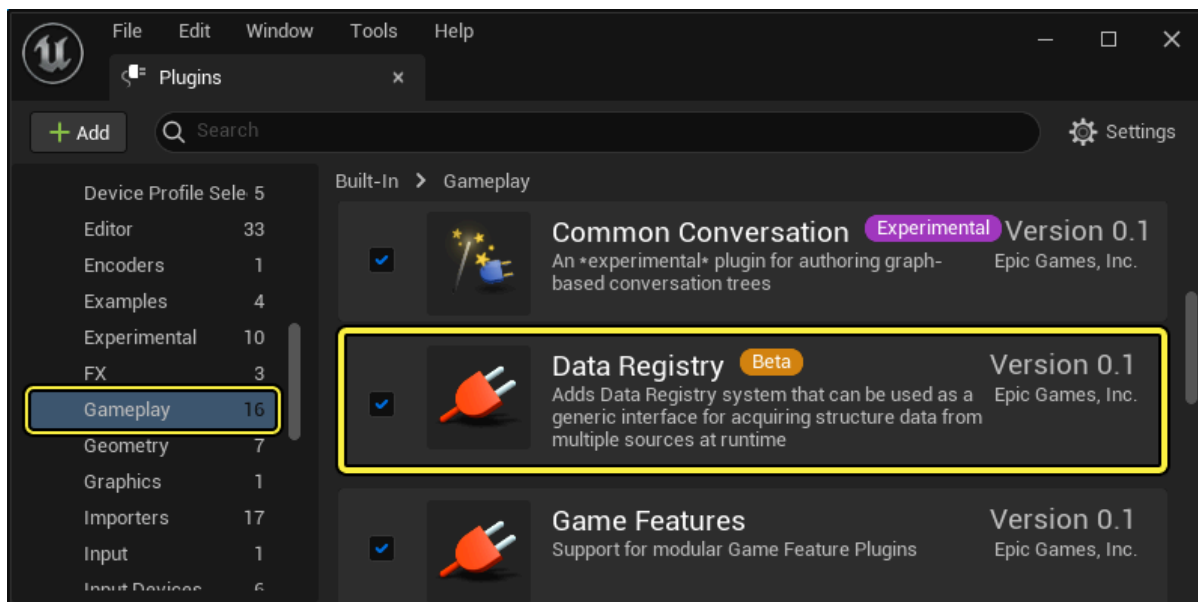 File Edit Window Tools Help
Plugins
Add
Search
Settings
Device Profile Sele 5
Editor 33
Encoders 1
Examples 4
Experimental 10
FX 3
Gameplay 16
Geometry 7
Graphics 1
Importers 17
Input 1
Input Devices 6
Built-In > Gameplay
Common Conversation Experimental Version 0.1
An *experimental* plugin for authoring graph- Epic Games, Inc.
based conversation trees
Data Registry Beta Version 0.1
Adds Data Registry system that can be used as a Epic Games, Inc.
generic interface for acquiring structure data from
multiple sources at runtime
Game Features Version 0.1
Support for modular Game Feature Plugins Epic Games, Inc.